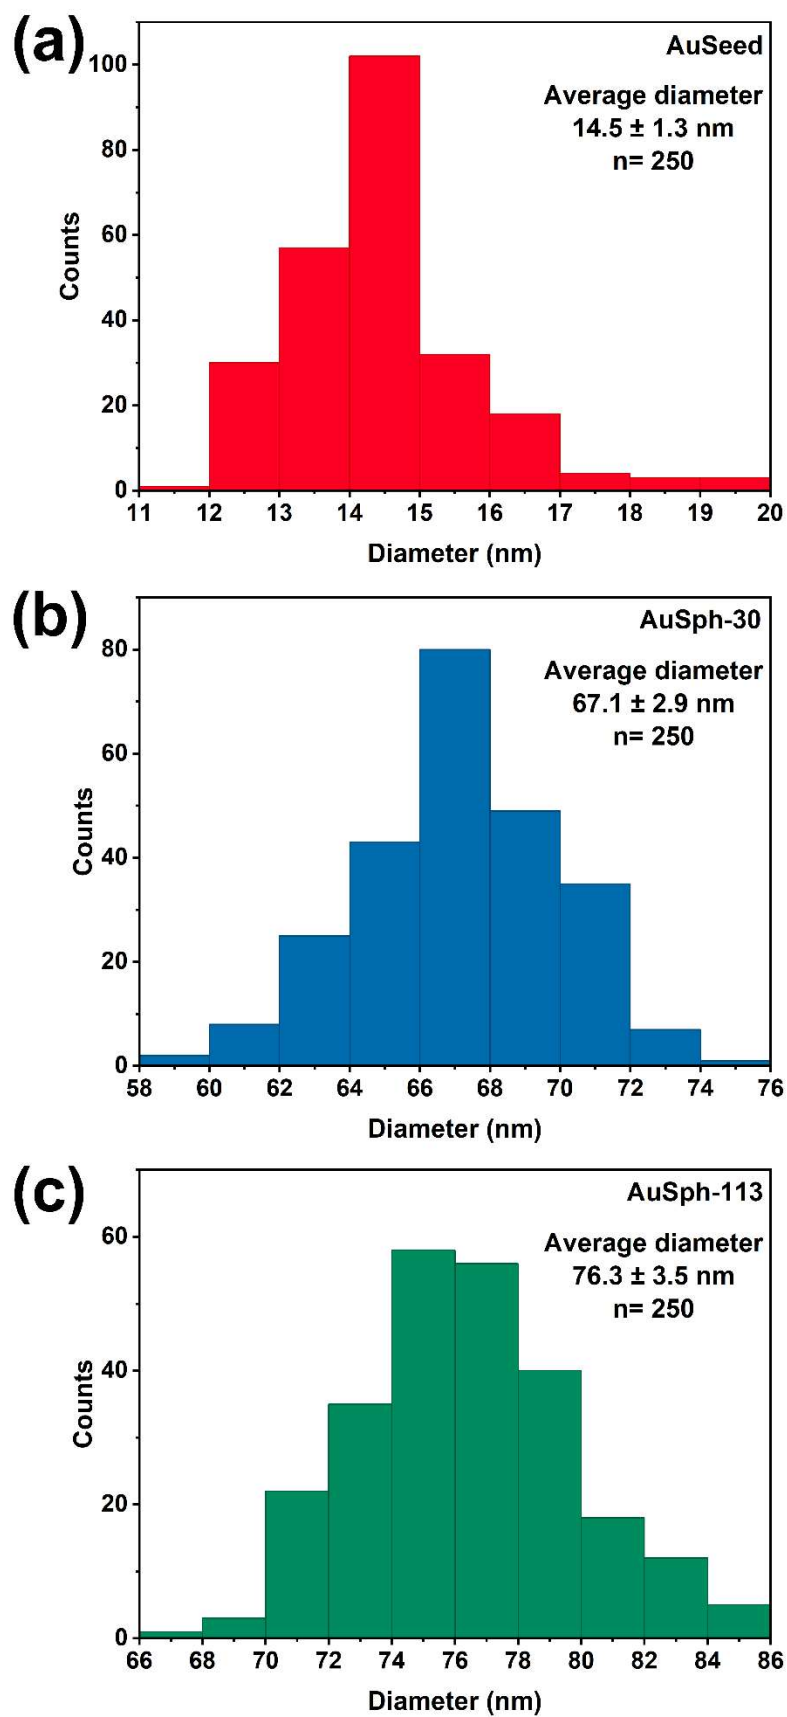 (a)
AuSeed
Average diameter
14.5 ± 1.3 nm
n= 250
Counts
100
80
60
40
20
0
11 12 13 14 15 16 17 18 19 20
Diameter (nm)
(b)
AuSph-30
Average diameter
67.1 ± 2.9 nm
n= 250
Counts
80
60
40
20
0
58 60 62 64 66 68 70 72 74 76
Diameter (nm)
(c)
AuSph-113
Average diameter
76.3 ± 3.5 nm
n= 250
Counts
60
40
20
0
66 68 70 72 74 76 78 80 82 84 86
Diameter (nm)